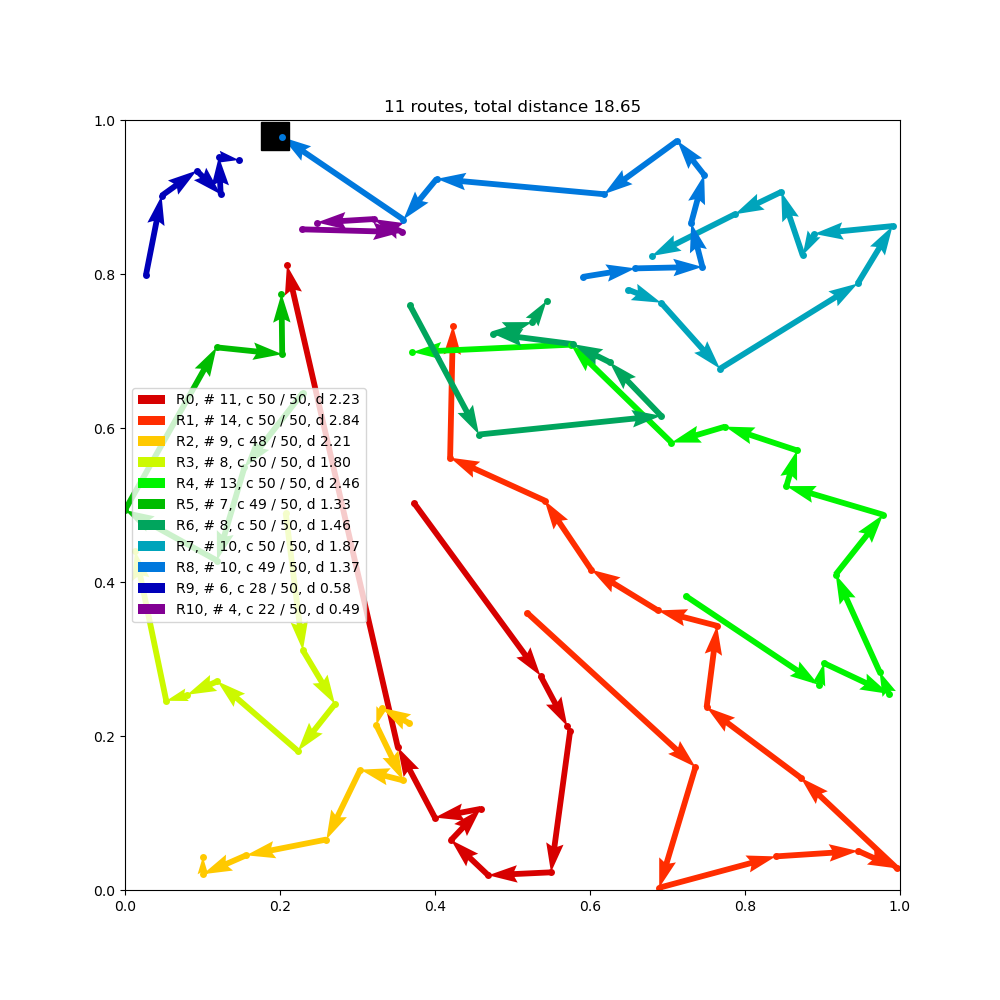 11 routes, total distance 18.65
1.0
0.8
0.6
0.4
0.2
0.0
R0, # 11, c 50 / 50, d 2.23
R1, # 14, c 50 / 50, d 2.84
R2, # 9, c 48 / 50, d 2.21
R3, # 8, c 50 / 50, d 1.80
R4, # 13, c 50 / 50, d 2.46
R5, # 7, c 49 / 50, d 1.33
R6, # 8, c 50 / 50, d 1.46
R7, # 10, c 50 / 50, d 1.87
R8, # 10, c 49 / 50, d 1.37
R9, # 6, c 28 / 50, d 0.58
R10, # 4, c 22 / 50, d 0.49
0.0 0.2 0.4 0.6 0.8 1.0